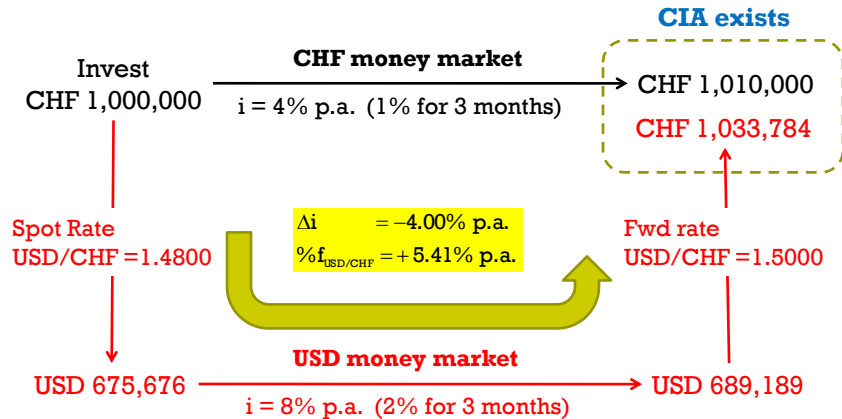 CIA exists
CHF money market
Invest
CHF 1,000,000
i = 4% p.a. (1% for 3 months)
CHF 1,010,000
CHF 1,033,784
Spot Rate
USD/CHF =1.4800
Δi = −4.00% p.a.
%f USD/CHF = + 5.41% p.a.
Fwd rate
USD/CHF =1.5000
USD money market
USD 675,676
i = 8% p.a. (2% for 3 months)
USD 689,189